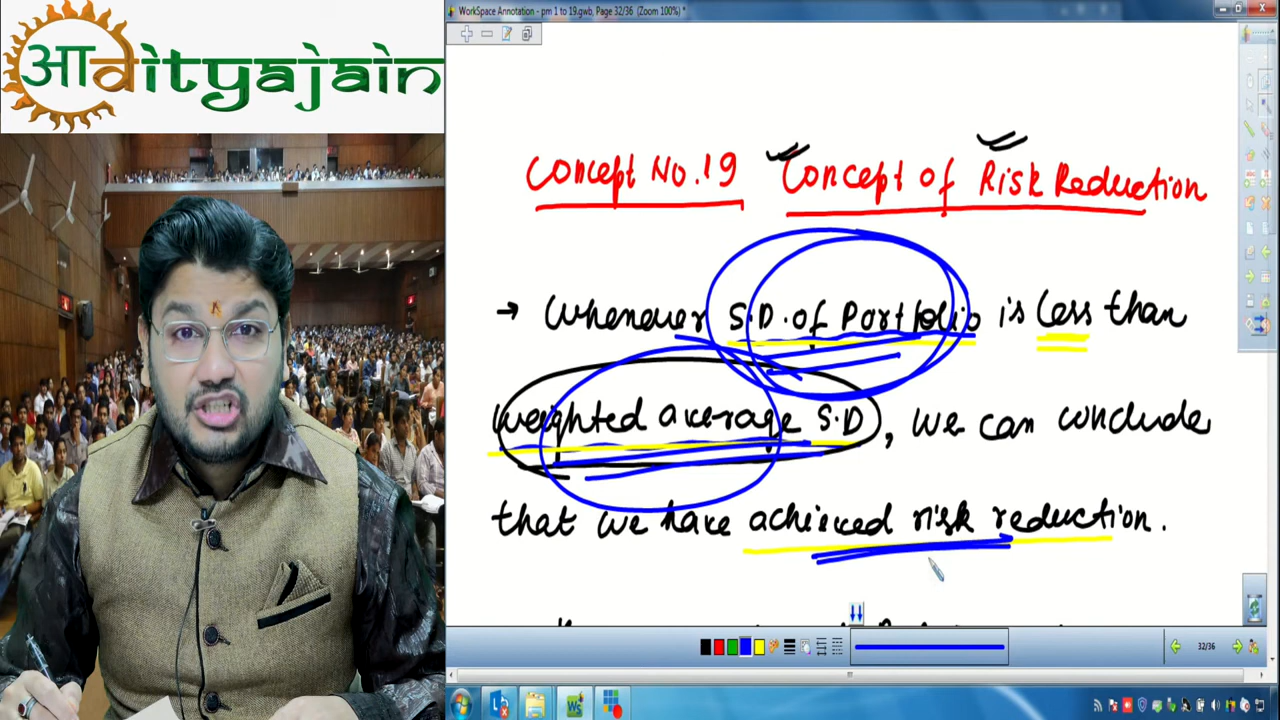 आdityajain
WorkSpace Annotation - pm 1 to 19.gwb, Page 32/36 (Zoom 100%) *
Concept No.19 Concept of Risk Reduction
→ Whenever S.D. of Portfolio is less than
weighted average S.D, we can conclude
that we have achieved risk reduction.
32/36